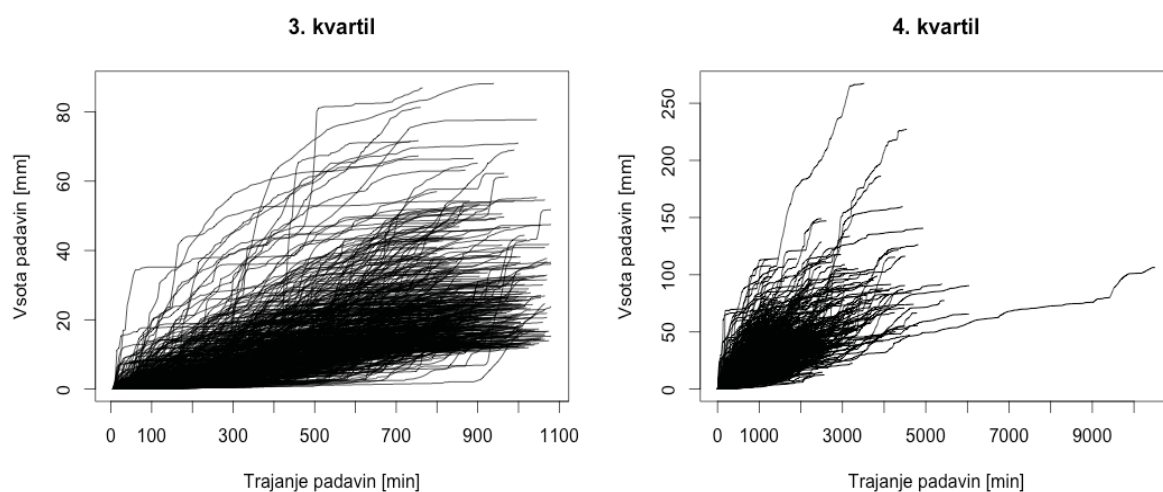 3. kvartil
Vsota padavin [mm]
80
60
40
20
0
0 100 300 500 700 900 1100
Trajanje padavin [min]
4. kvartil
Vsota padavin [mm]
250
200
150
100
50
0
0 1000 3000 5000 7000 9000
Trajanje padavin [min]